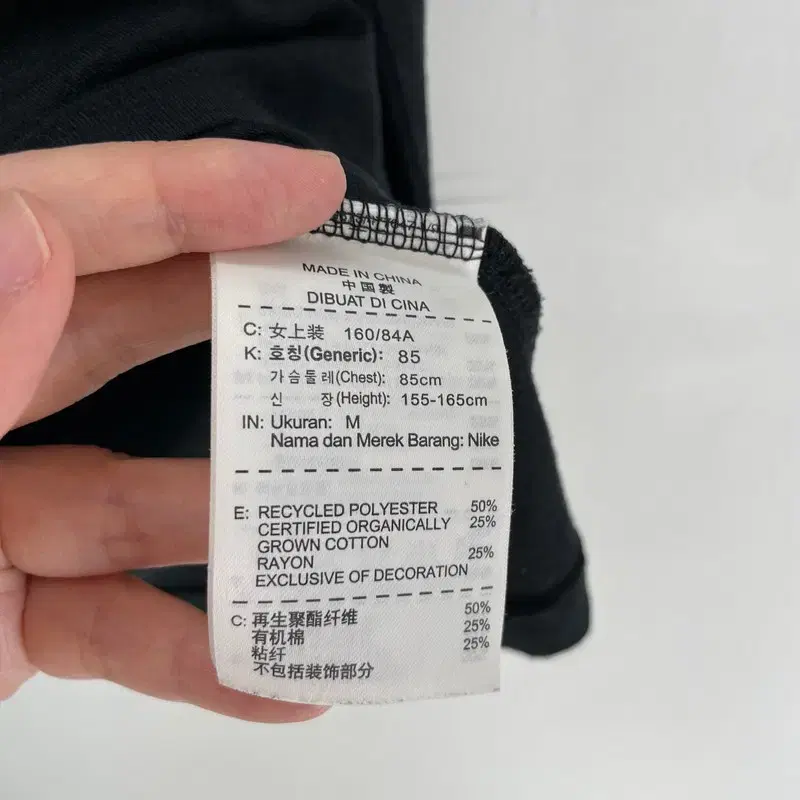 MADE IN CHINA
中国製
DIBUAT DI CINA
C: 女上装 160/84A
K: 호칭(Generic): 85
가슴둘레(Chest): 85cm
신 장(Height): 155-165cm
IN: Ukuran: M
Nama dan Merek Barang: Nike
E: RECYCLED POLYESTER 50%
CERTIFIED ORGANICALLY 25%
GROWN COTTON
RAYON 25%
EXCLUSIVE OF DECORATION
C: 再生聚酯纤维 50%
有机棉 25%
粘纤 25%
不包括装饰部分